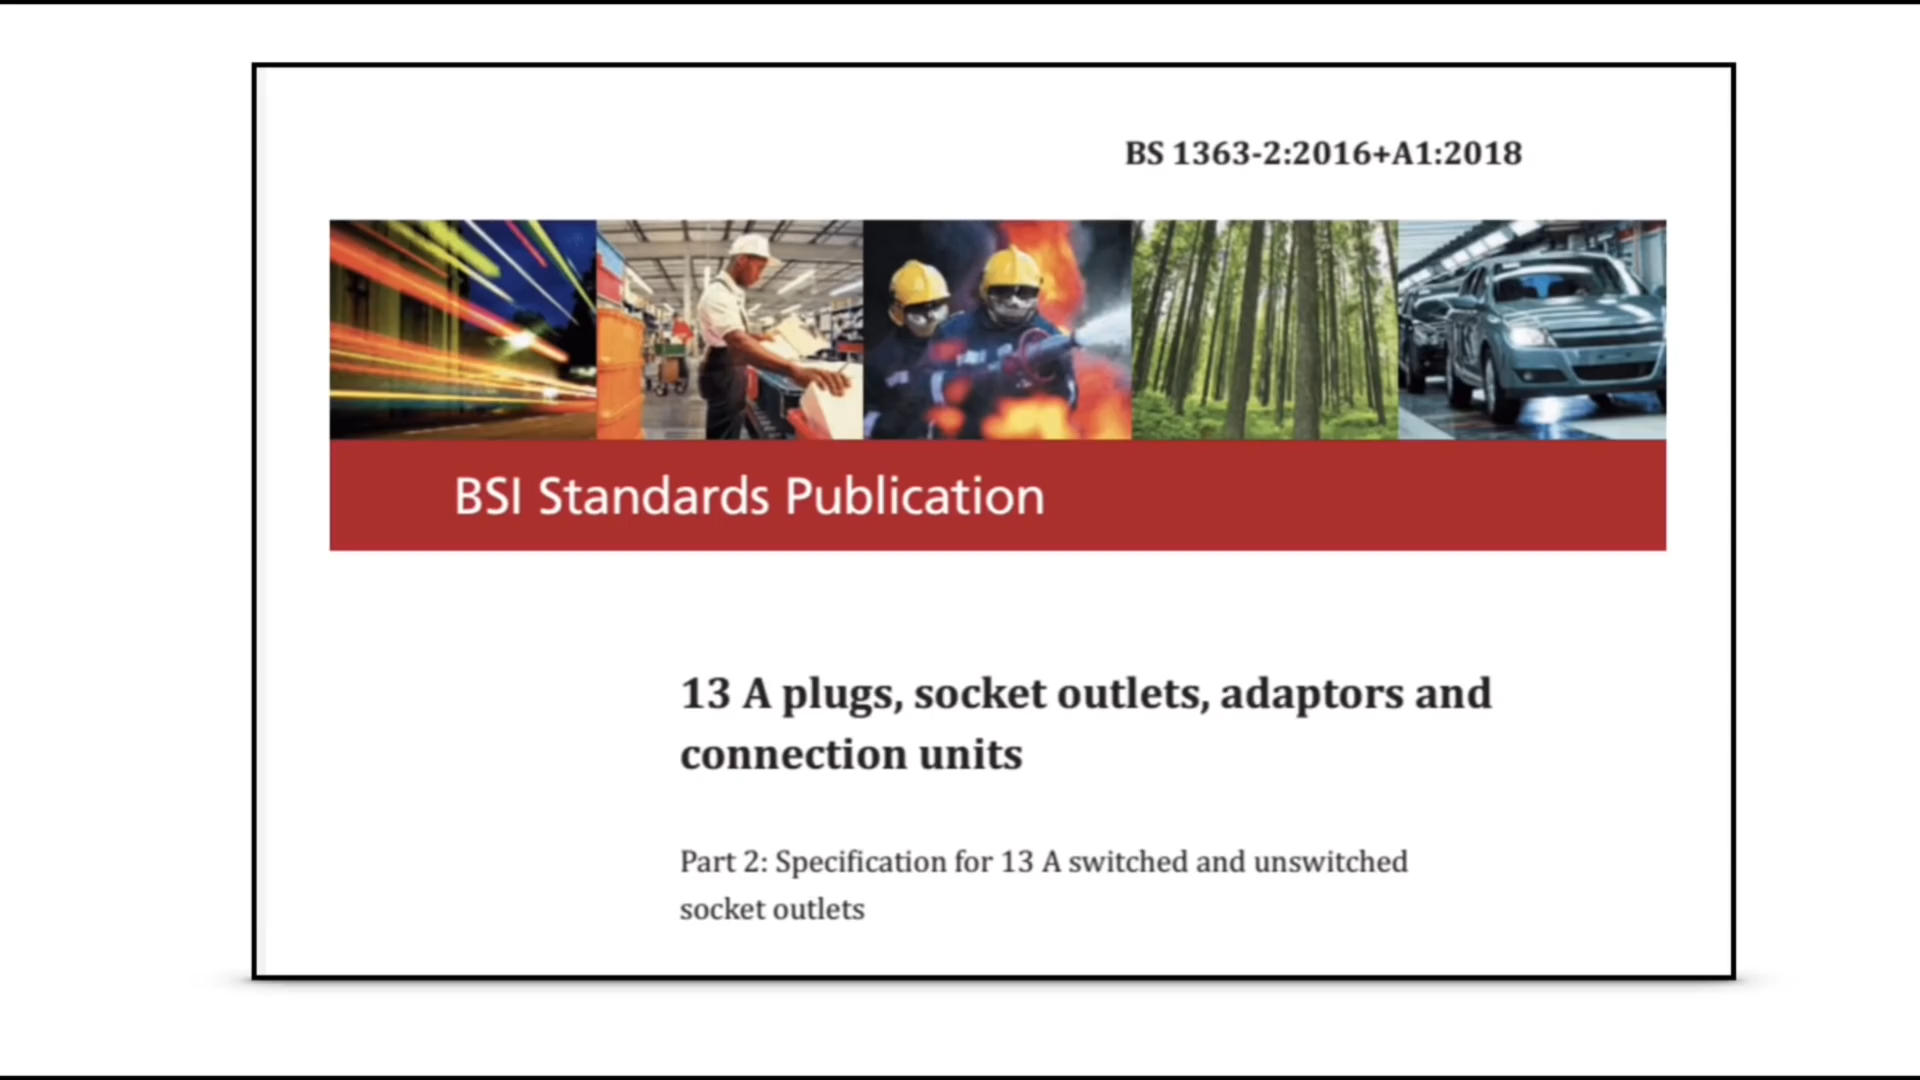 BS 1363-2:2016+A1:2018
BSI Standards Publication
13 A plugs, socket outlets, adaptors and
connection units
Part 2: Specification for 13 A switched and unswitched
socket outlets